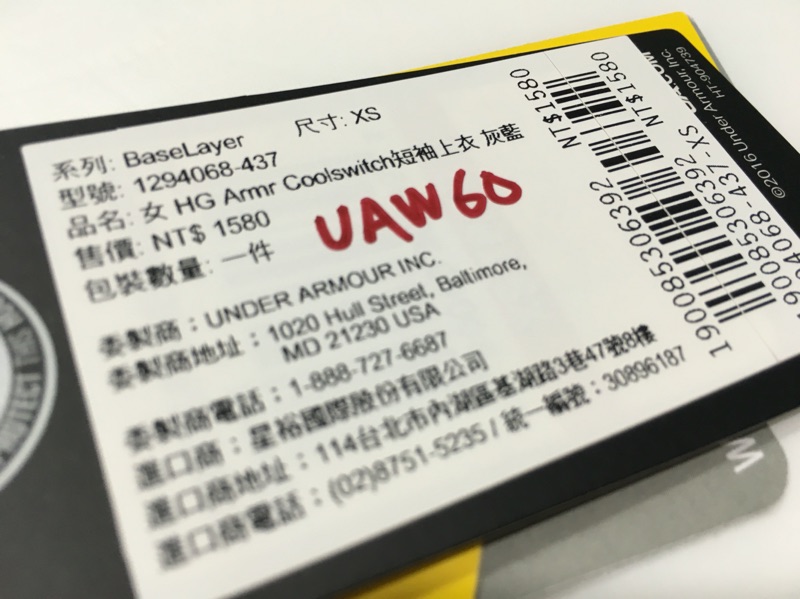 系列: BaseLayer
尺寸: XS
型號: 1294068-437
品名: 女 HG Armr Coolswitch短袖上衣 灰藍
售價: NT$ 1580
包裝數量: 一件
UAW60
委製商：UNDER ARMOUR INC.
委製商地址：1020 Hull Street, Baltimore,
MD 21230 USA
委製商電話：1-888-727-6687
進口商：星裕國際股份有限公司
進口商地址：114台北市內湖區基湖路3巷47號8樓
進口商電話：(02)8751-5235 / 統一編號：30896187
NT$1580
190085306392
NT$1580
190085306392
4068-437-XS
©2016 Under Armour, Inc.
HT-904739